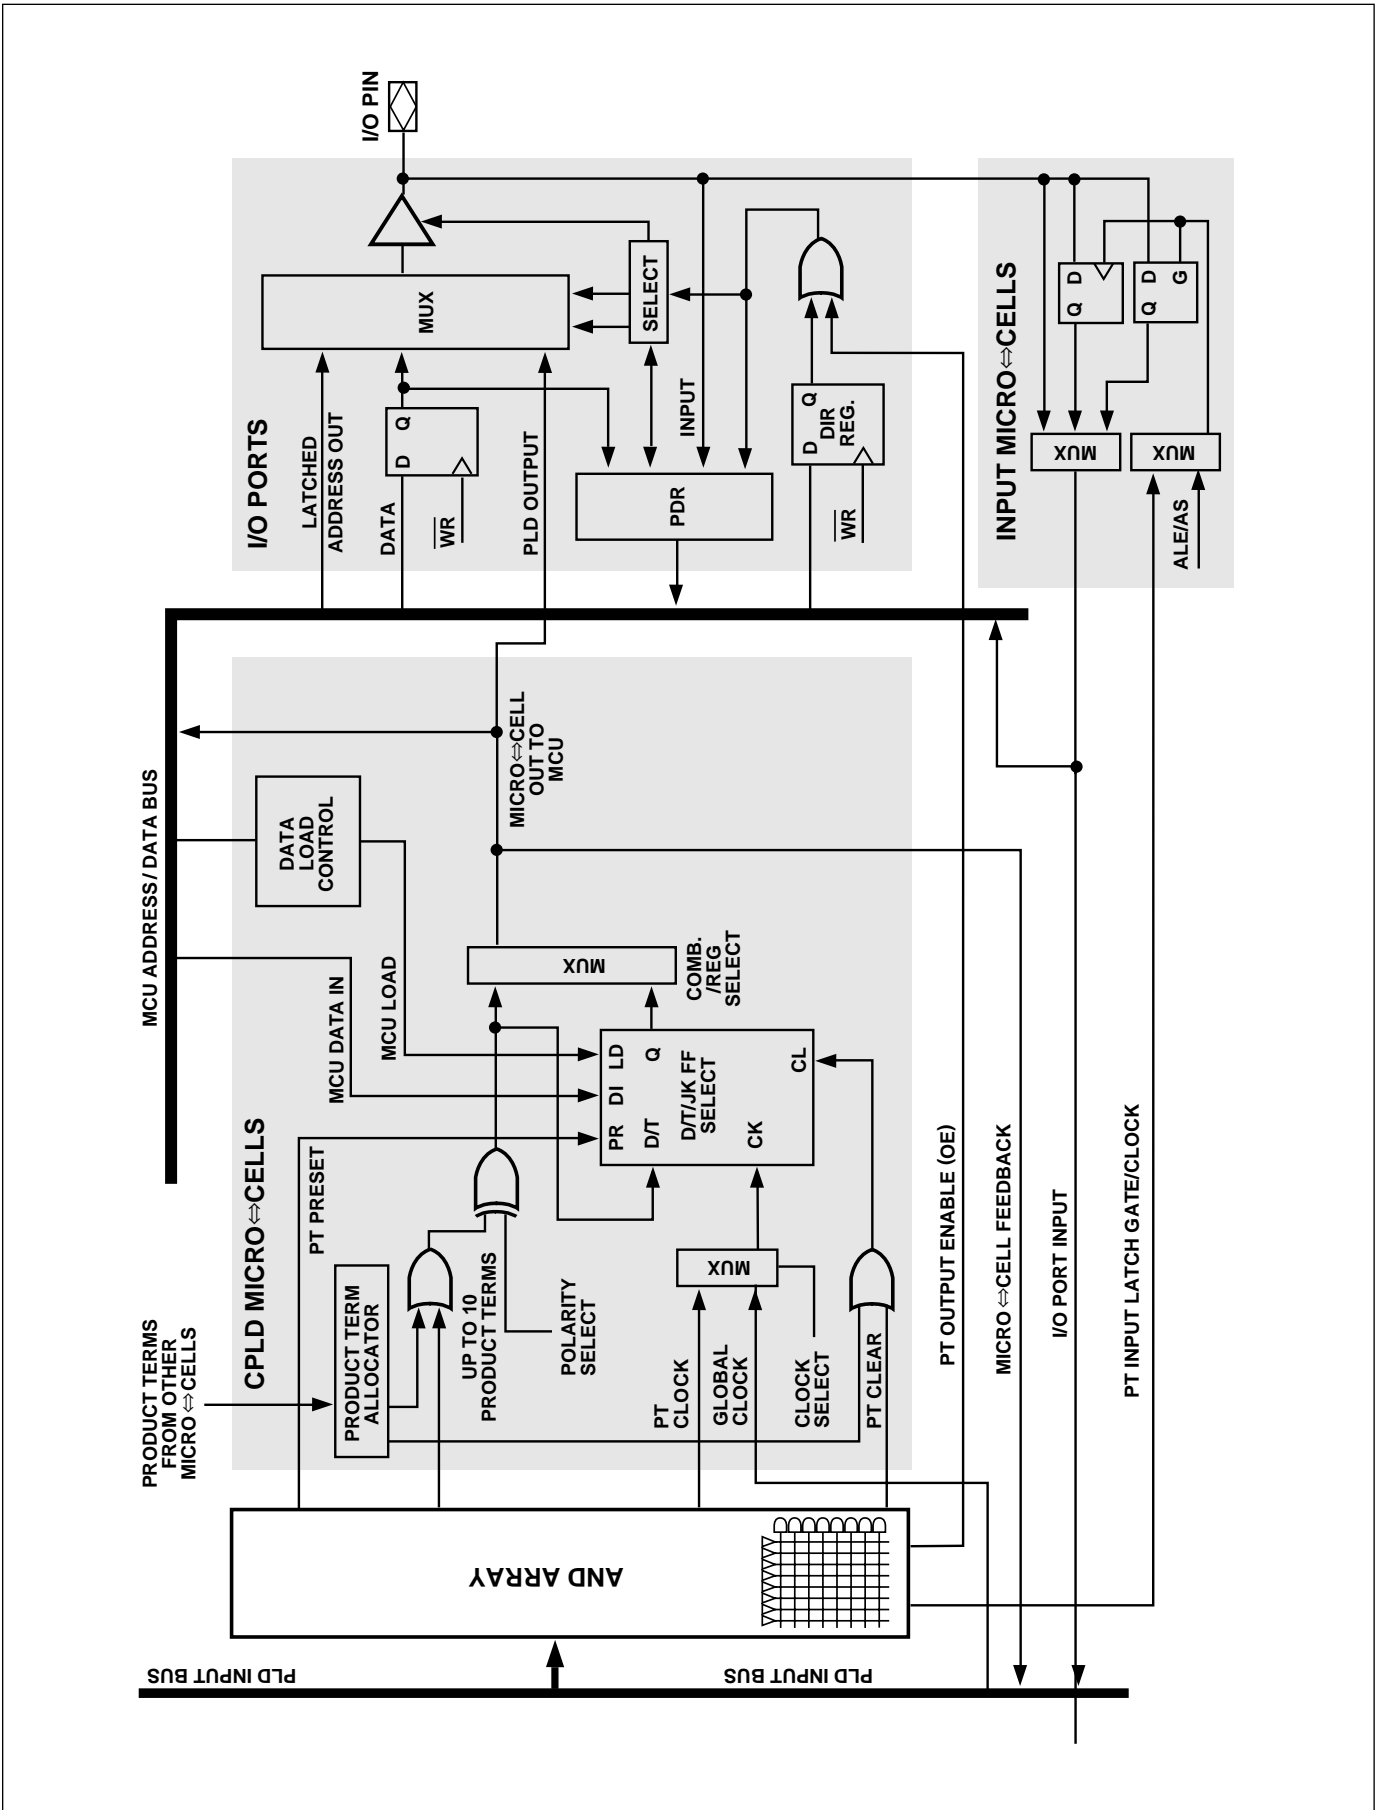 PRODUCT TERMS
FROM OTHER
MICRO⇔CELLS
MCU ADDRESS / DATA BUS
PLD INPUT BUS
PLD INPUT BUS
AND ARRAY
CPLD MICRO⇔CELLS
PRODUCT TERM
ALLOCATOR
PT PRESET
MCU DATA IN
MCU LOAD
DATA
LOAD
CONTROL
UP TO 10
PRODUCT TERMS
POLARITY
SELECT
PT
CLOCK
GLOBAL
CLOCK
CLOCK
SELECT
PT CLEAR
MUX
PR DI LD
D/T Q
D/T/JK FF
SELECT
CK
CL
MUX
COMB.
/REG
SELECT
MICRO⇔CELL
OUT TO
MCU
I/O PORTS
LATCHED
ADDRESS OUT
DATA
D Q
WR
PLD OUTPUT
MUX
I/O PIN
SELECT
INPUT
PDR
D Q
DIR
REG.
WR
PT OUTPUT ENABLE (OE)
MICRO⇔CELL FEEDBACK
I/O PORT INPUT
PT INPUT LATCH GATE/CLOCK
INPUT MICRO⇔CELLS
MUX
MUX
ALE/AS
Q D
Q D
G